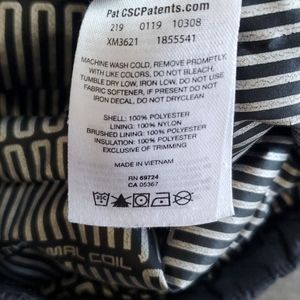 Pat CSCPatents.com
219 0119 10308
XM3621 1855541
MACHINE WASH COLD, REMOVE PROMPTLY,
WITH LIKE COLORS, DO NOT BLEACH,
TUMBLE DRY LOW, IRON LOW, DO NOT USE
FABRIC SOFTENER, IF PRESENT DO NOT
IRON DECAL, DO NOT DRYCLEAN
SHELL: 100% POLYESTER
LINING: 100% NYLON
BRUSHED LINING: 100% POLYESTER
INSULATION: 100% POLYESTER
EXCLUSIVE OF TRIMMING
MADE IN VIETNAM
RN 69724
CA 05367
MAL COIL